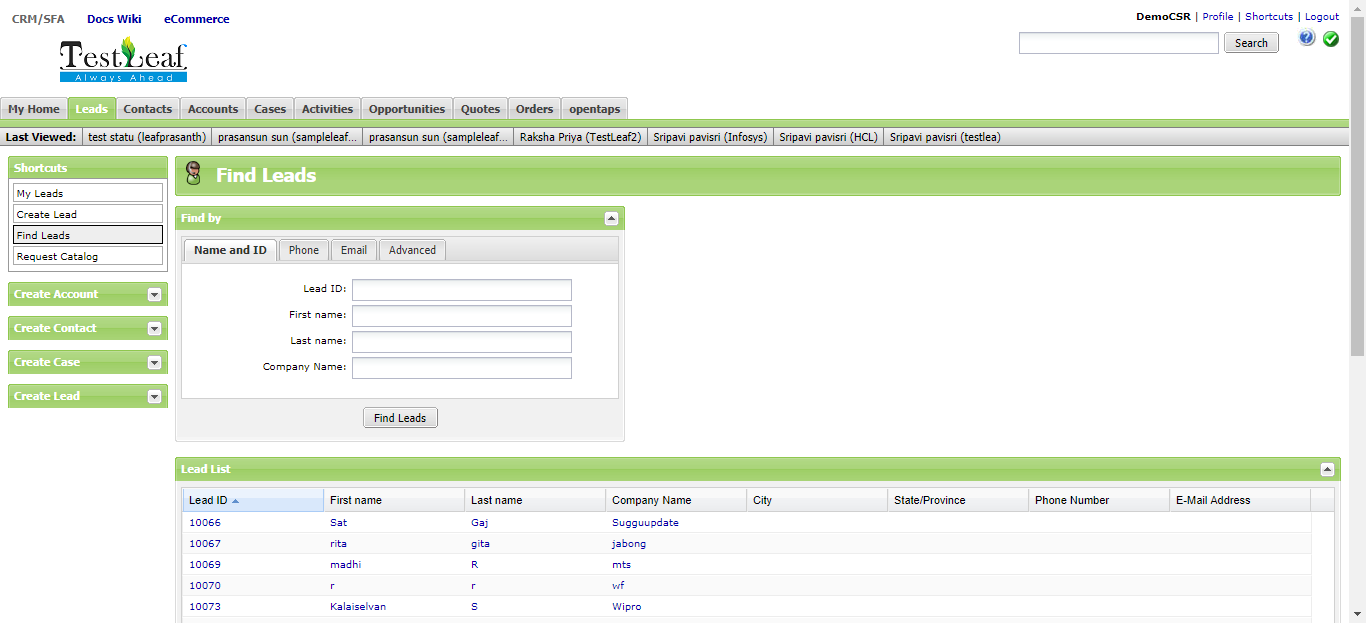 CRM/SFA Docs Wiki eCommerce
DemoCSR | Profile | Shortcuts | Logout
TestLeaf
Always Ahead
Search
My Home Leads Contacts Accounts Cases Activities Opportunities Quotes Orders opentaps
Last Viewed: test statu (leafprasanth) prasansun sun (sampleleaf... prasansun sun (sampleleaf... Raksha Priya (TestLeaf2) Sripavi pavisri (Infosys) Sripavi pavisri (HCL) Sripavi pavisri (testlea)
Shortcuts
My Leads
Create Lead
Find Leads
Request Catalog
Create Account
Create Contact
Create Case
Create Lead
Find Leads
Find by
Name and ID Phone Email Advanced
Lead ID:
First name:
Last name:
Company Name:
Find Leads
Lead List
Lead ID First name Last name Company Name City State/Province Phone Number E-Mail Address
10066 Sat Gaj Sugguupdate
10067 rita gita jabong
10069 madhi R mts
10070 r r wf
10073 Kalaiselvan S Wipro